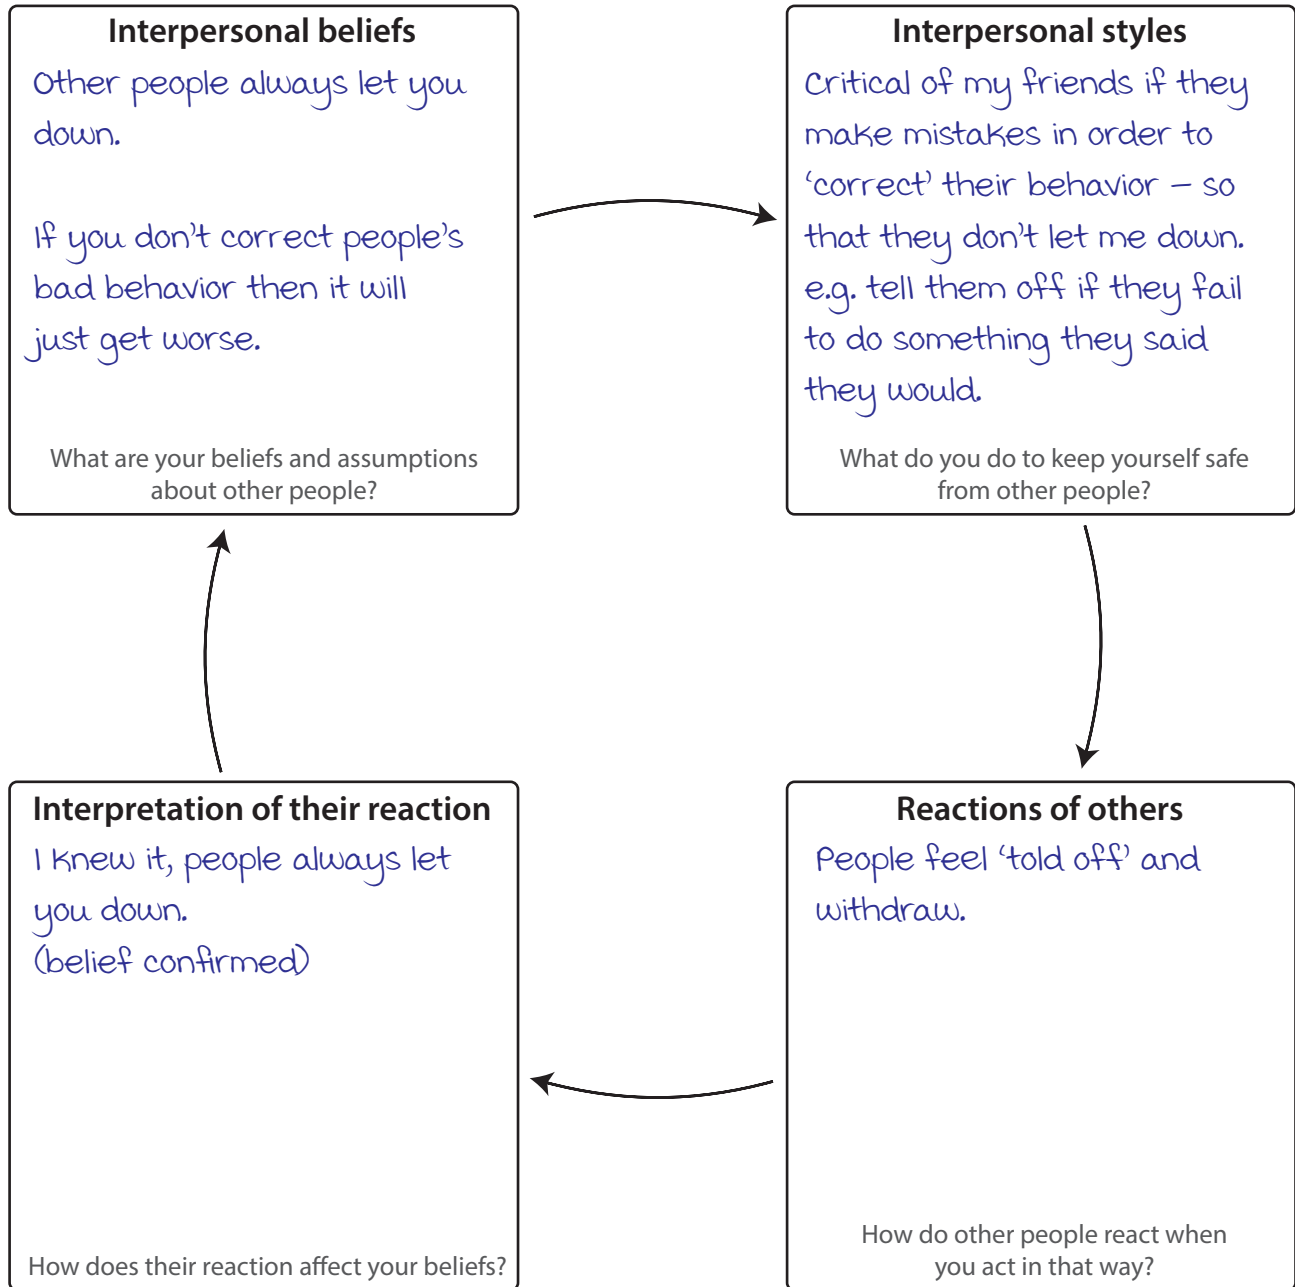 Interpersonal beliefs
Other people always let you
down.
If you don't correct people's
bad behavior then it will
just get worse.
What are your beliefs and assumptions
about other people?
Interpersonal styles
Critical of my friends if they
make mistakes in order to
‘correct’ their behavior – so
that they don't let me down.
e.g. tell them off if they fail
to do something they said
they would.
What do you do to keep yourself safe
from other people?
Interpretation of their reaction
I knew it, people always let
you down.
(belief confirmed)
How does their reaction affect your beliefs?
Reactions of others
People feel ‘told off’ and
withdraw.
How do other people react when
you act in that way?